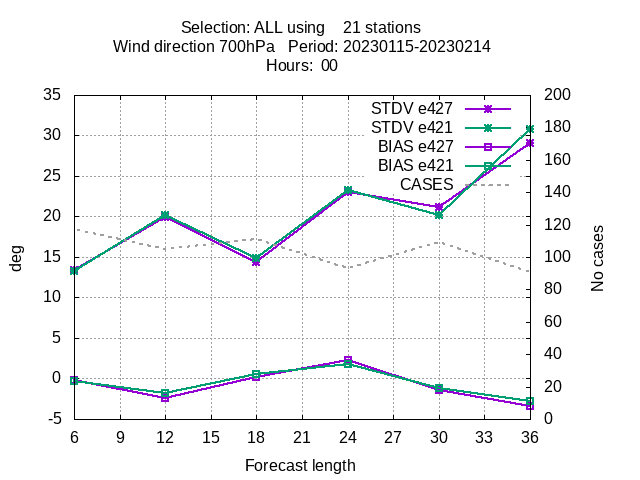 Selection: ALL using 21 stations
Wind direction 700hPa Period: 20230115-20230214
Hours: 00
STDV e427
STDV e421
BIAS e427
BIAS e421
CASES
35
30
25
20
15
10
5
0
-5
deg
200
180
160
140
120
100
80
60
40
20
0
No cases
6 9 12 15 18 21 24 27 30 33 36
Forecast length